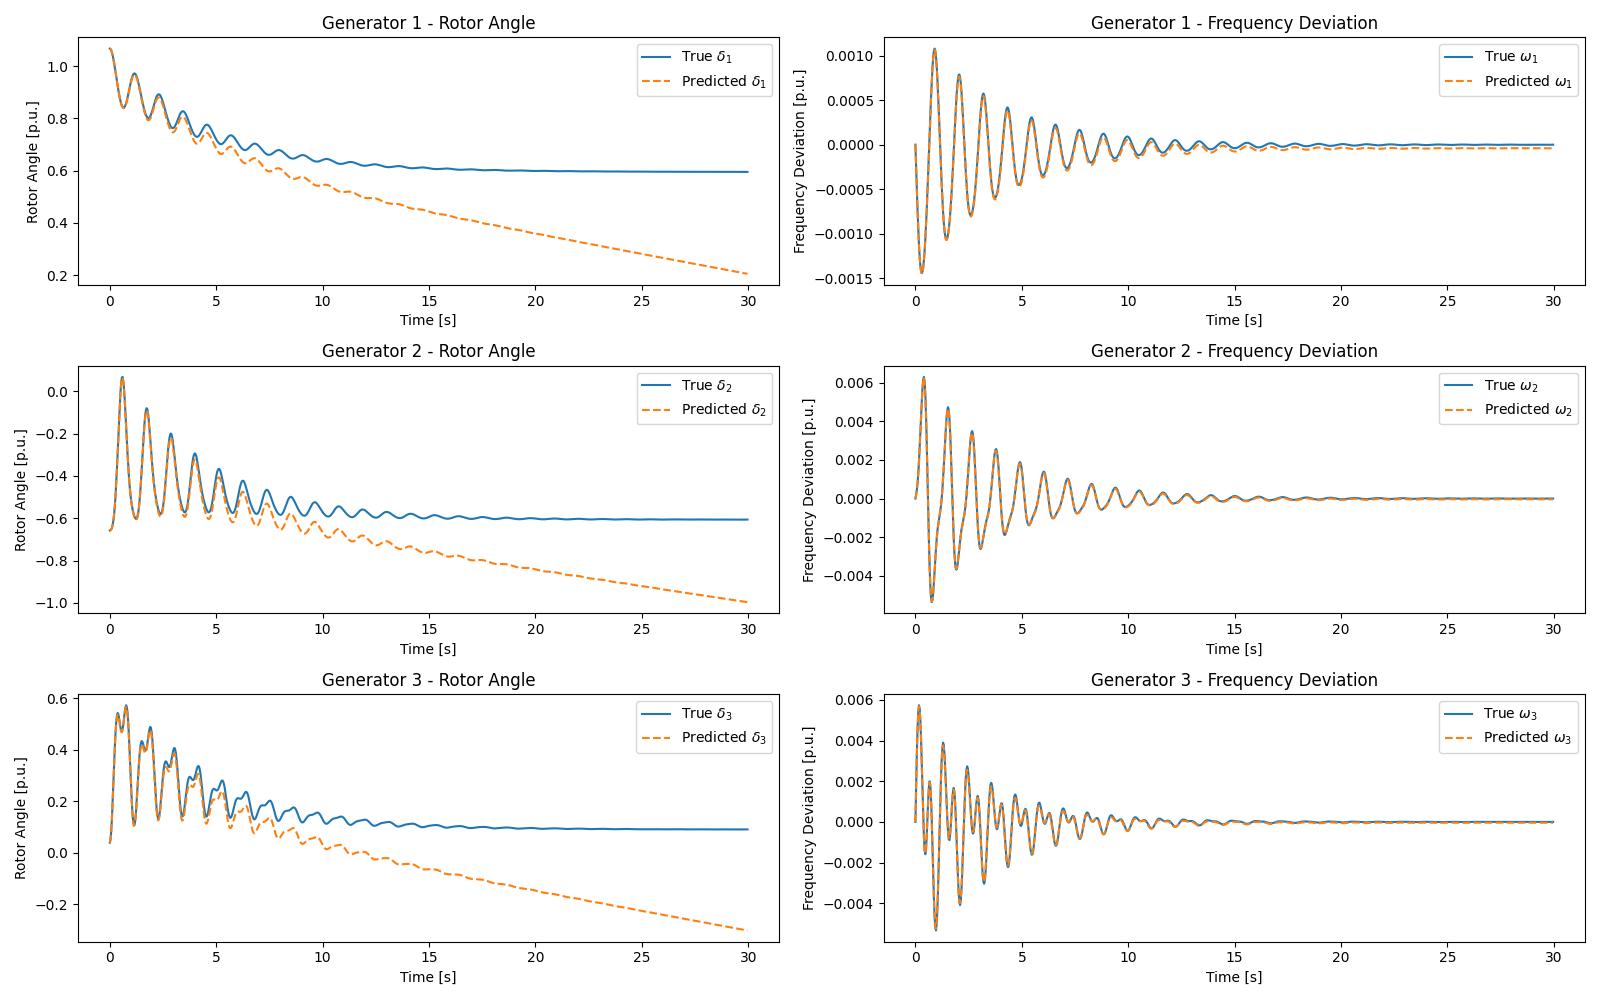 Generator 1 - Rotor Angle
Rotor Angle [p.u.]
1.0
0.8
0.6
0.4
0.2
True δ₁
Predicted δ₁
0 5 10 15 20 25 30
Time [s]
Generator 1 - Frequency Deviation
Frequency Deviation [p.u.]
0.0010
0.0005
0.0000
−0.0005
−0.0010
−0.0015
True ω₁
Predicted ω₁
0 5 10 15 20 25 30
Time [s]
Generator 2 - Rotor Angle
Rotor Angle [p.u.]
0.0
−0.2
−0.4
−0.6
−0.8
−1.0
True δ₂
Predicted δ₂
0 5 10 15 20 25 30
Time [s]
Generator 2 - Frequency Deviation
Frequency Deviation [p.u.]
0.006
0.004
0.002
0.000
−0.002
−0.004
True ω₂
Predicted ω₂
0 5 10 15 20 25 30
Time [s]
Generator 3 - Rotor Angle
Rotor Angle [p.u.]
0.6
0.4
0.2
0.0
−0.2
True δ₃
Predicted δ₃
0 5 10 15 20 25 30
Time [s]
Generator 3 - Frequency Deviation
Frequency Deviation [p.u.]
0.006
0.004
0.002
0.000
−0.002
−0.004
True ω₃
Predicted ω₃
0 5 10 15 20 25 30
Time [s]